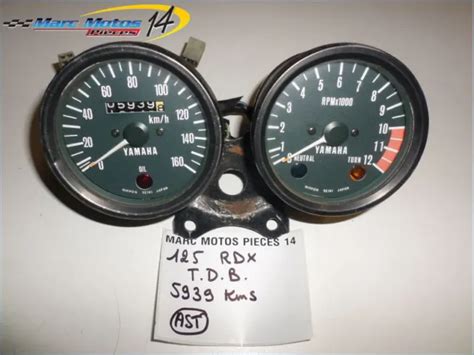 Marc Motos 14
PIECES
0 20 40 60 80 100 120 140 160
05939
km/h
YAMAHA
OIL
NIPPON SEIKI JAPAN
0 1 2 3 4 5 6 7 8 9 10 11 12
RPM×1000
YAMAHA
NEUTRAL
TURN
NIPPON SEIKI JAPAN
MARC MOTOS PIECES 14
125 RDX
T.D.B.
5939 kms
AST